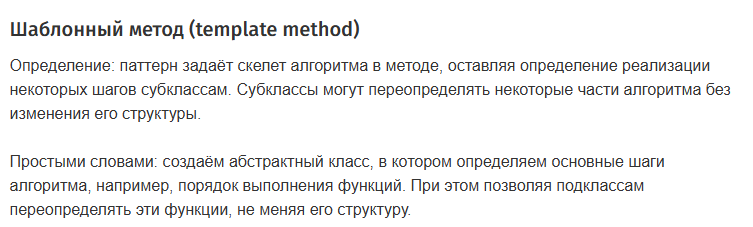 Шаблонный метод (template method)
Определение: паттерн задаёт скелет алгоритма в методе, оставляя определение реализации
некоторых шагов субклассам. Субклассы могут переопределять некоторые части алгоритма без
изменения его структуры.
Простыми словами: создаём абстрактный класс, в котором определяем основные шаги
алгоритма, например, порядок выполнения функций. При этом позволяя подклассам
переопределять эти функции, не меняя его структуру.